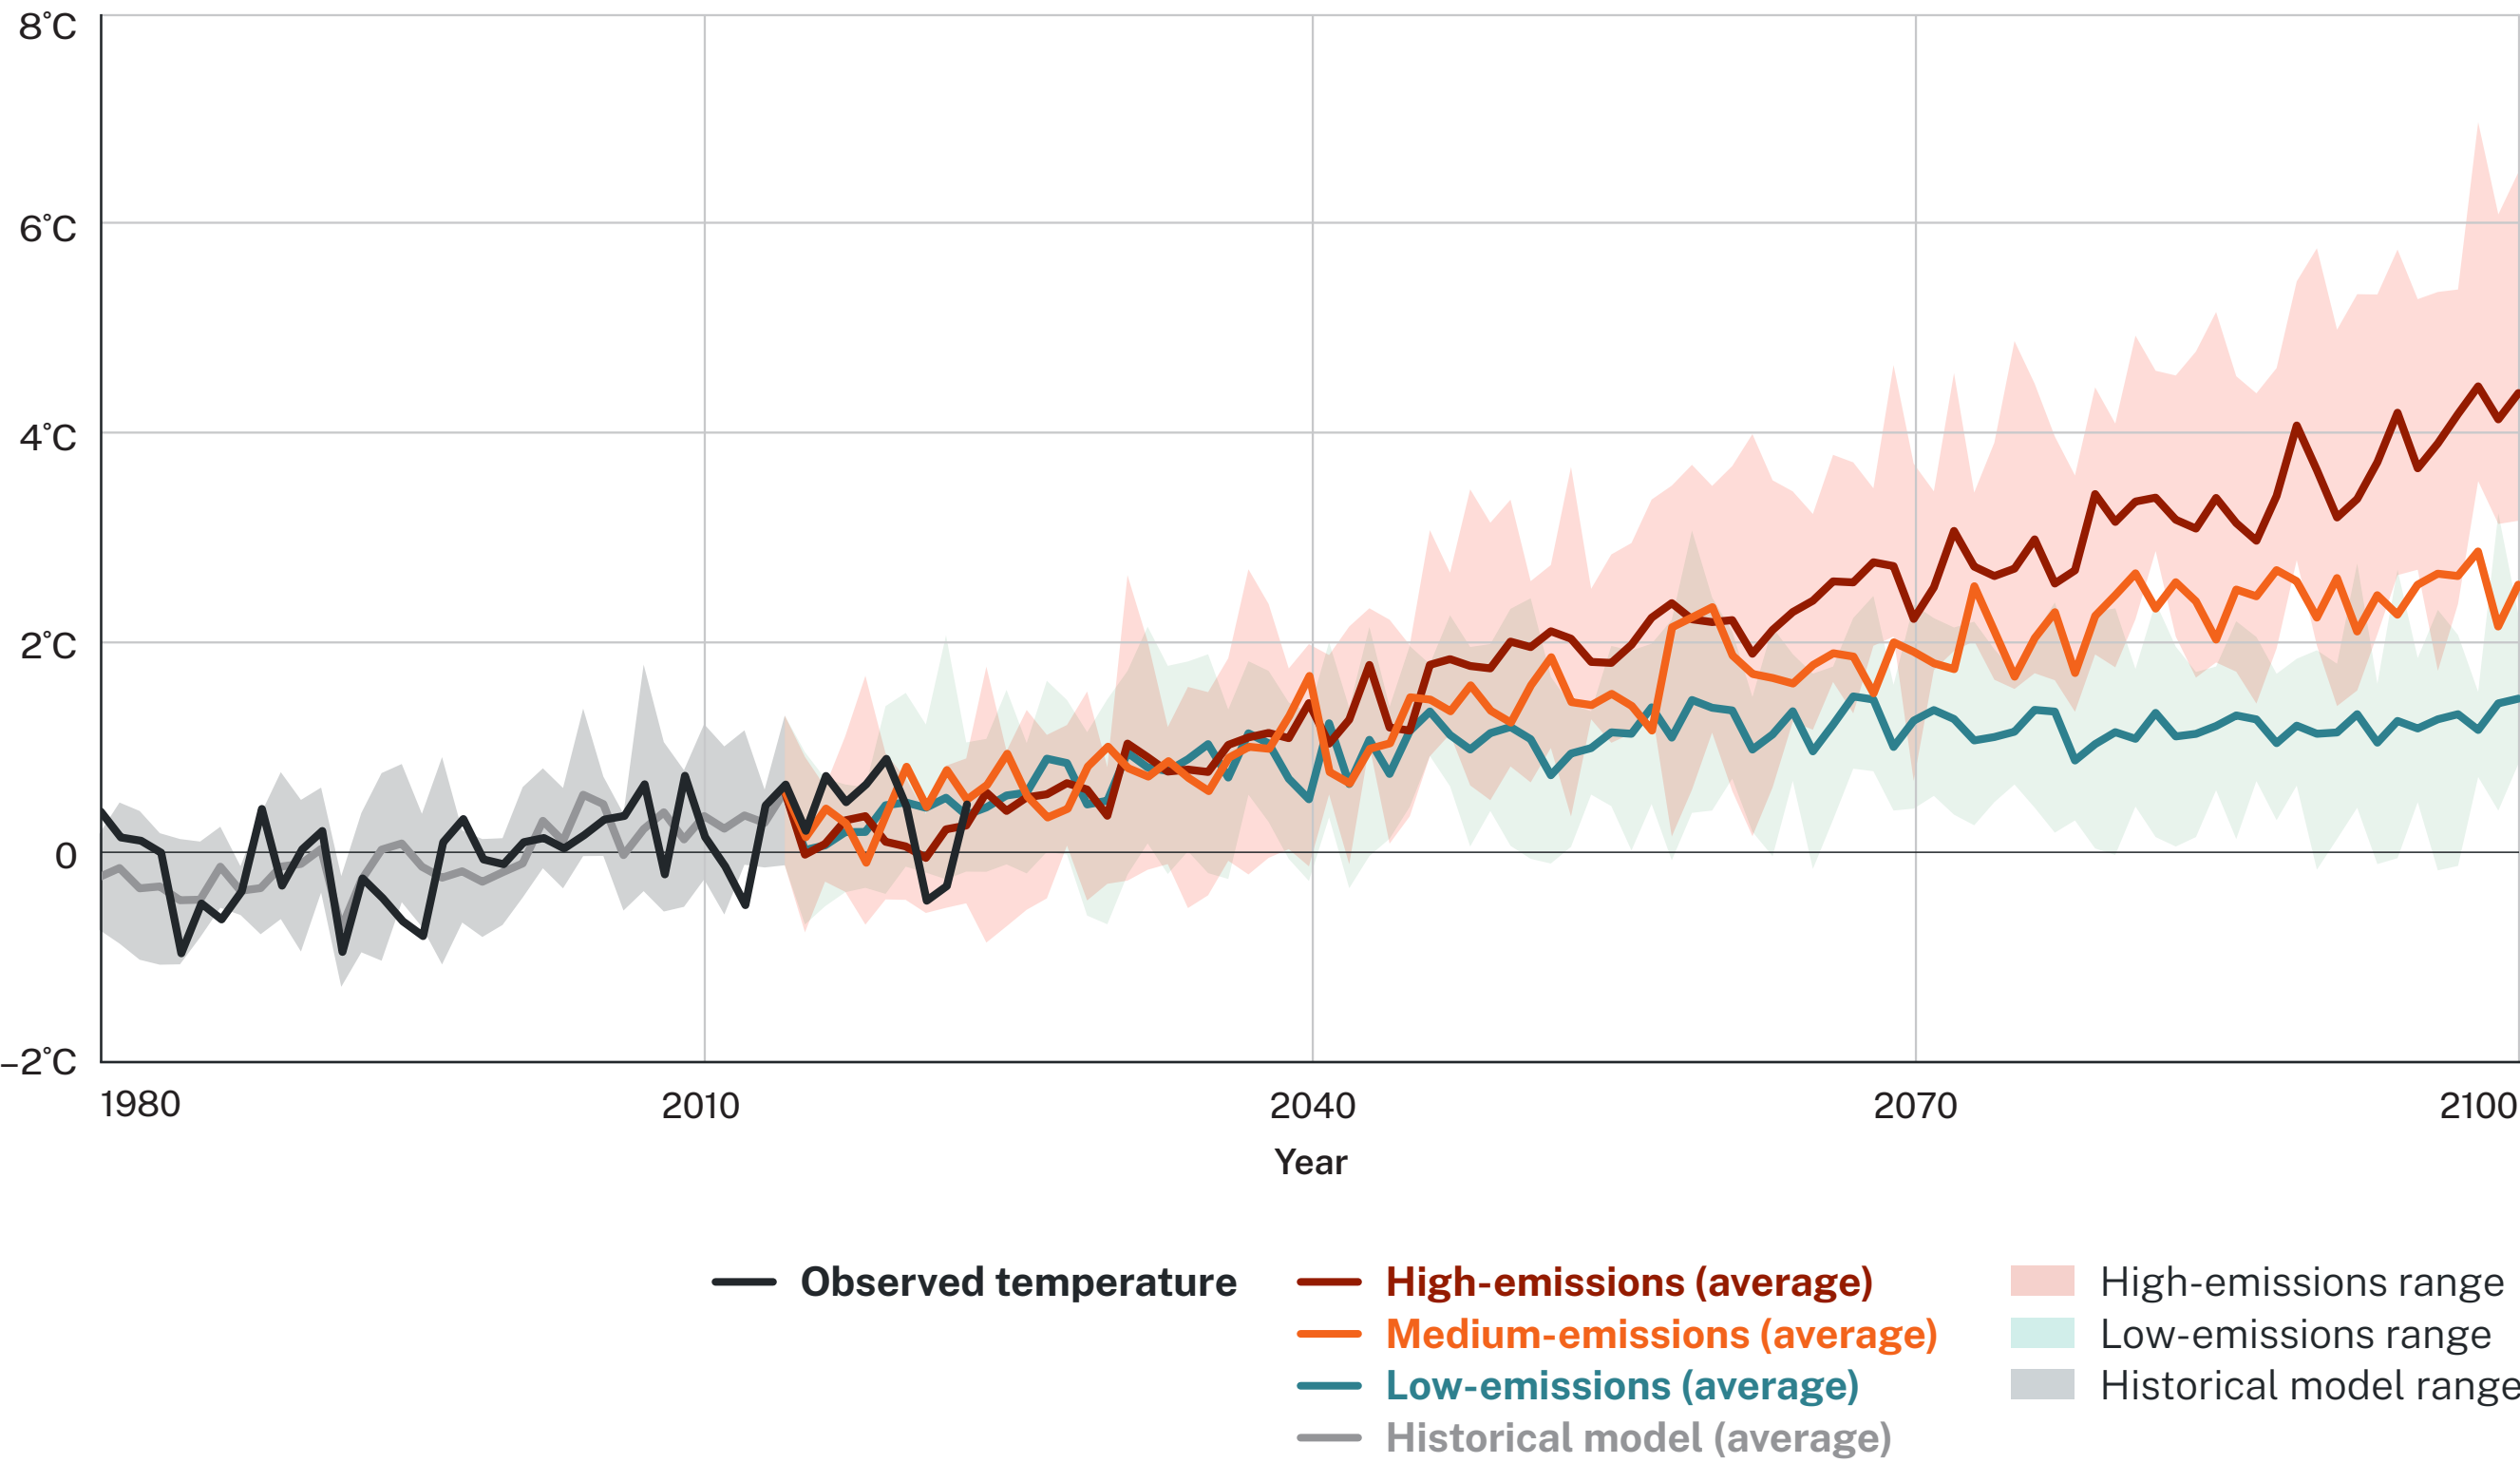 8°C
6°C
4°C
2°C
0
–2°C
1980 2010 2040 2070 2100
Year
Observed temperature
High-emissions (average)
Medium-emissions (average)
Low-emissions (average)
Historical model (average)
High-emissions range
Low-emissions range
Historical model range